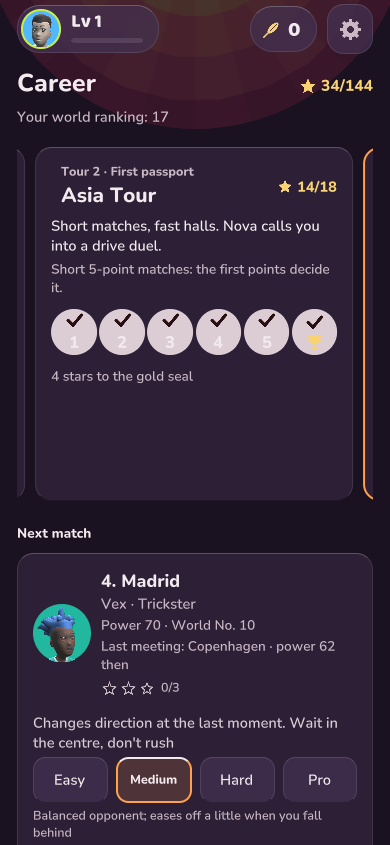 Lv 1
0
Career
34/144
Your world ranking: 17
Tour 2 · First passport
Asia Tour
14/18
Short matches, fast halls. Nova calls you
into a drive duel.
Short 5-point matches: the first points decide
it.
1 2 3 4 5
4 stars to the gold seal
Next match
4. Madrid
Vex · Trickster
Power 70 · World No. 10
Last meeting: Copenhagen · power 62
then
0/3
Changes direction at the last moment. Wait in
the centre, don't rush
Easy Medium Hard Pro
Balanced opponent; eases off a little when you fall
behind